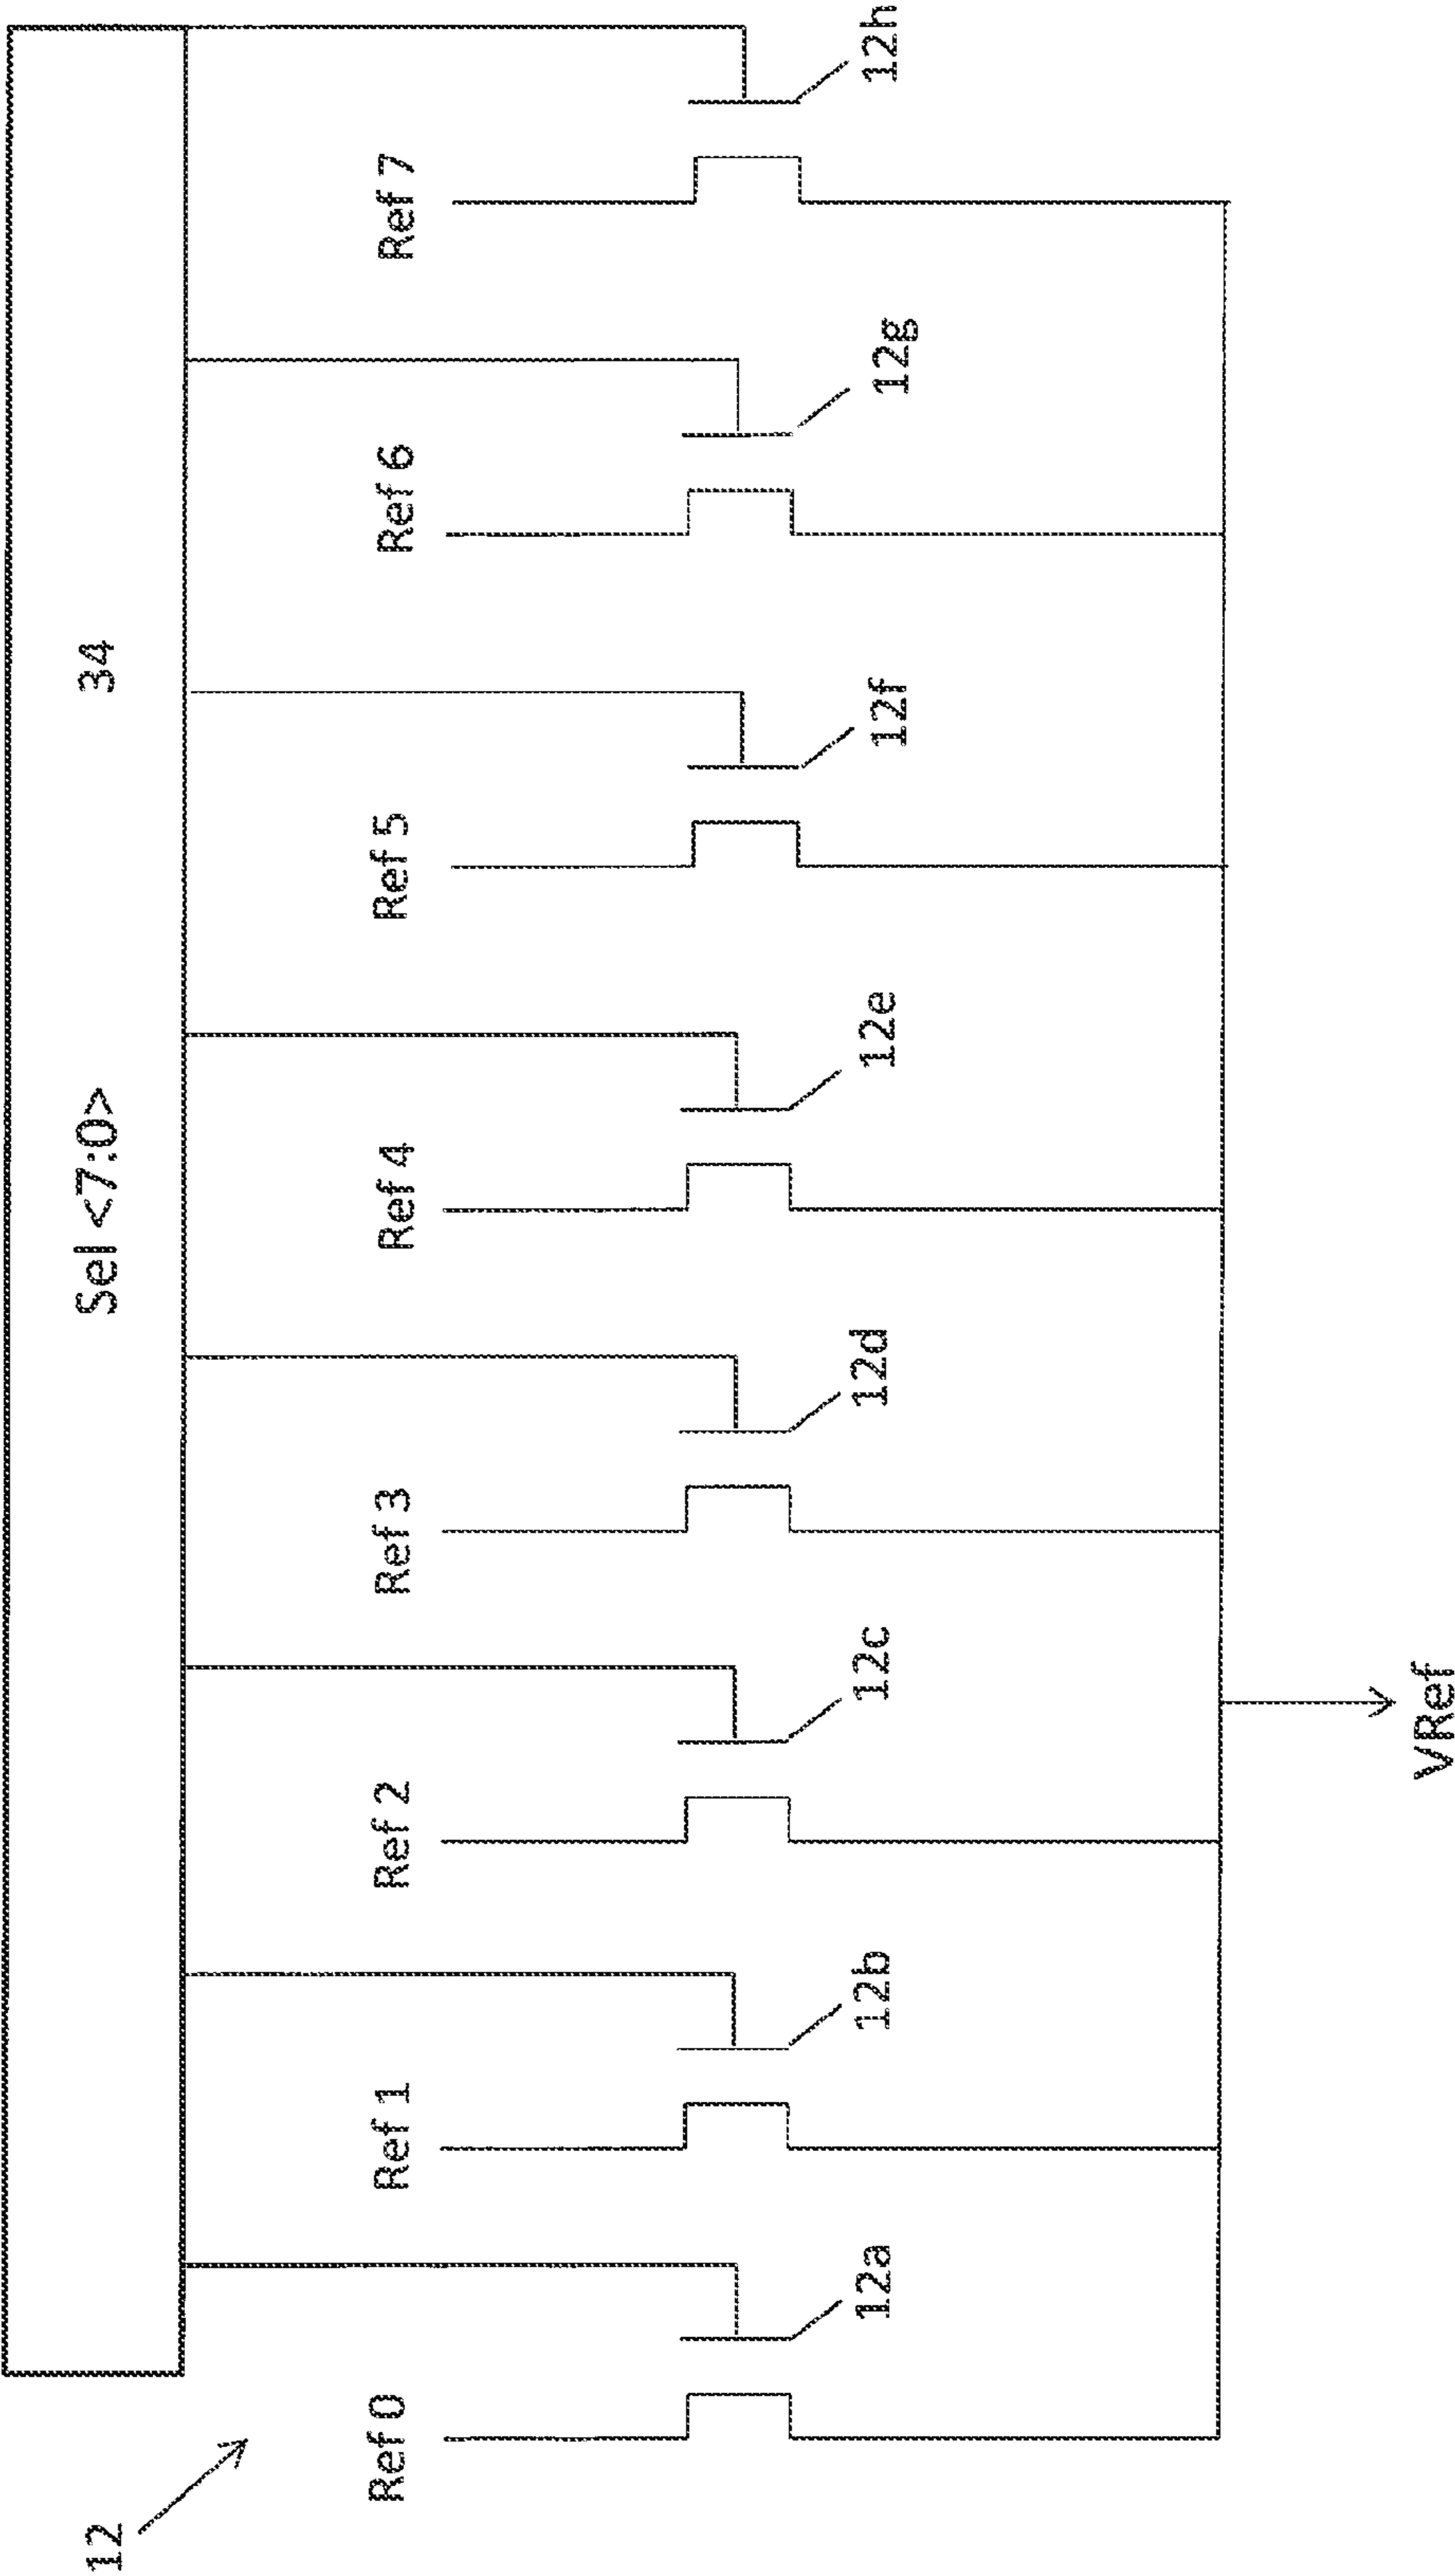 12
Sel <7:0>
34
Ref 0
Ref 1
Ref 2
Ref 3
Ref 4
Ref 5
Ref 6
Ref 7
12a
12b
12c
12d
12e
12f
12g
12h
VRef